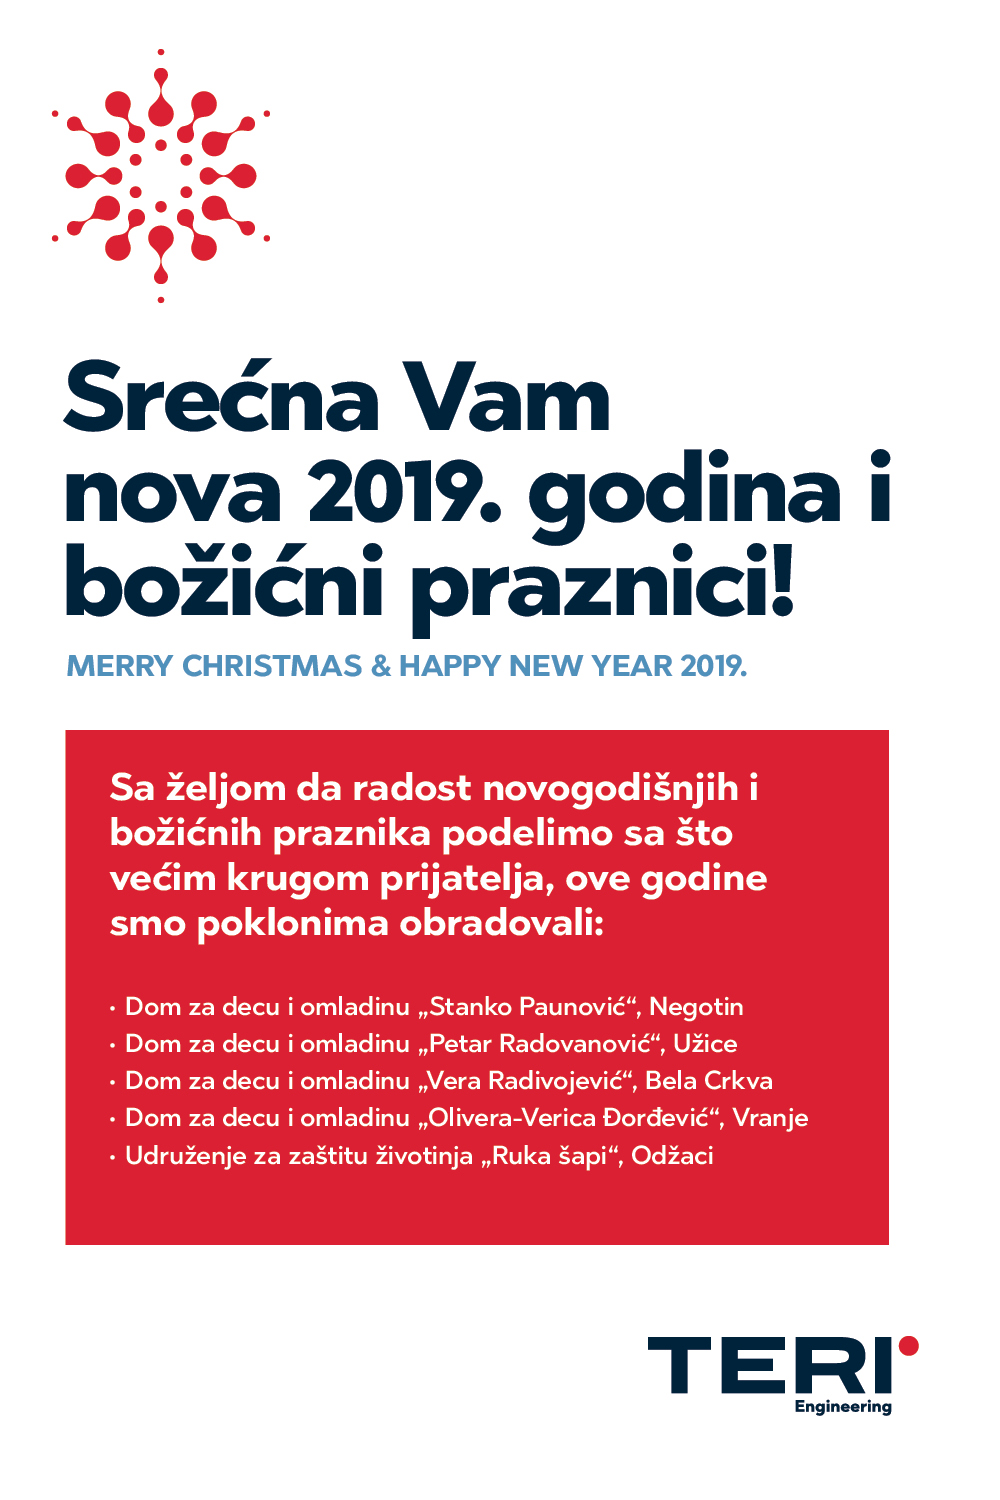 Srećna Vam
nova 2019. godina i
božićni praznici!
MERRY CHRISTMAS & HAPPY NEW YEAR 2019.
Sa željom da radost novogodišnjih i
božićnih praznika podelimo sa što
većim krugom prijatelja, ove godine
smo poklonima obradovali:
• Dom za decu i omladinu „Stanko Paunović“, Negotin
• Dom za decu i omladinu „Petar Radovanović“, Užice
• Dom za decu i omladinu „Vera Radivojević“, Bela Crkva
• Dom za decu i omladinu „Olivera-Verica Đorđević“, Vranje
• Udruženje za zaštitu životinja „Ruka šapi“, Odžaci
TERI
Engineering